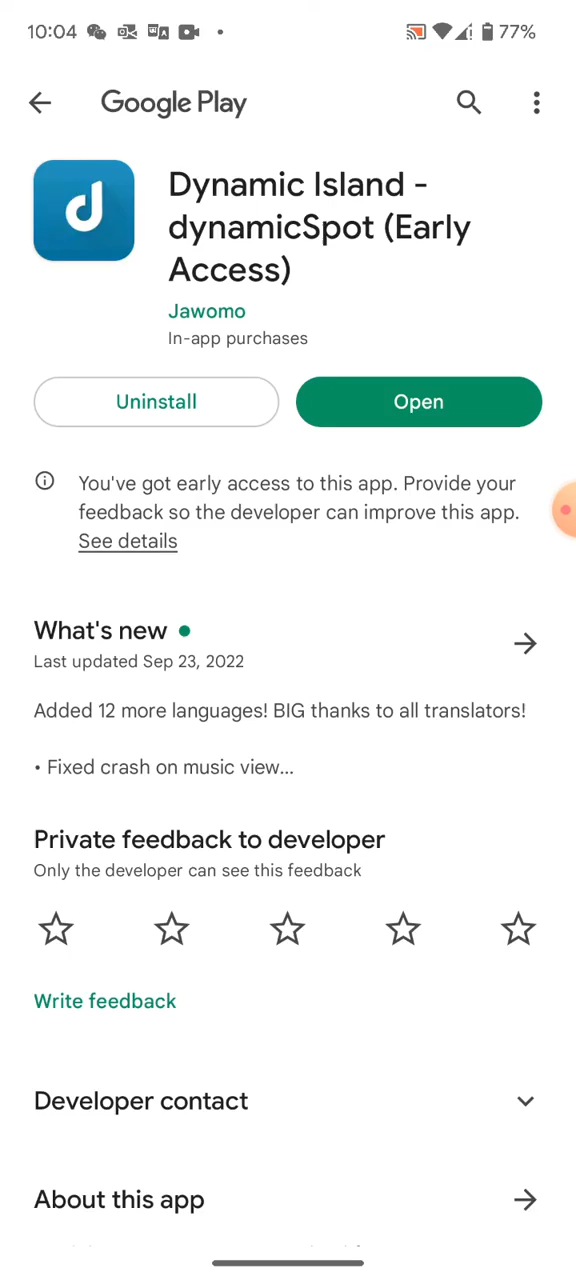 10:04
77%
Google Play
Dynamic Island -
dynamicSpot (Early
Access)
Jawomo
In-app purchases
Uninstall
Open
You've got early access to this app. Provide your
feedback so the developer can improve this app.
See details
What's new
Last updated Sep 23, 2022
Added 12 more languages! BIG thanks to all translators!
• Fixed crash on music view...
Private feedback to developer
Only the developer can see this feedback
Write feedback
Developer contact
About this app